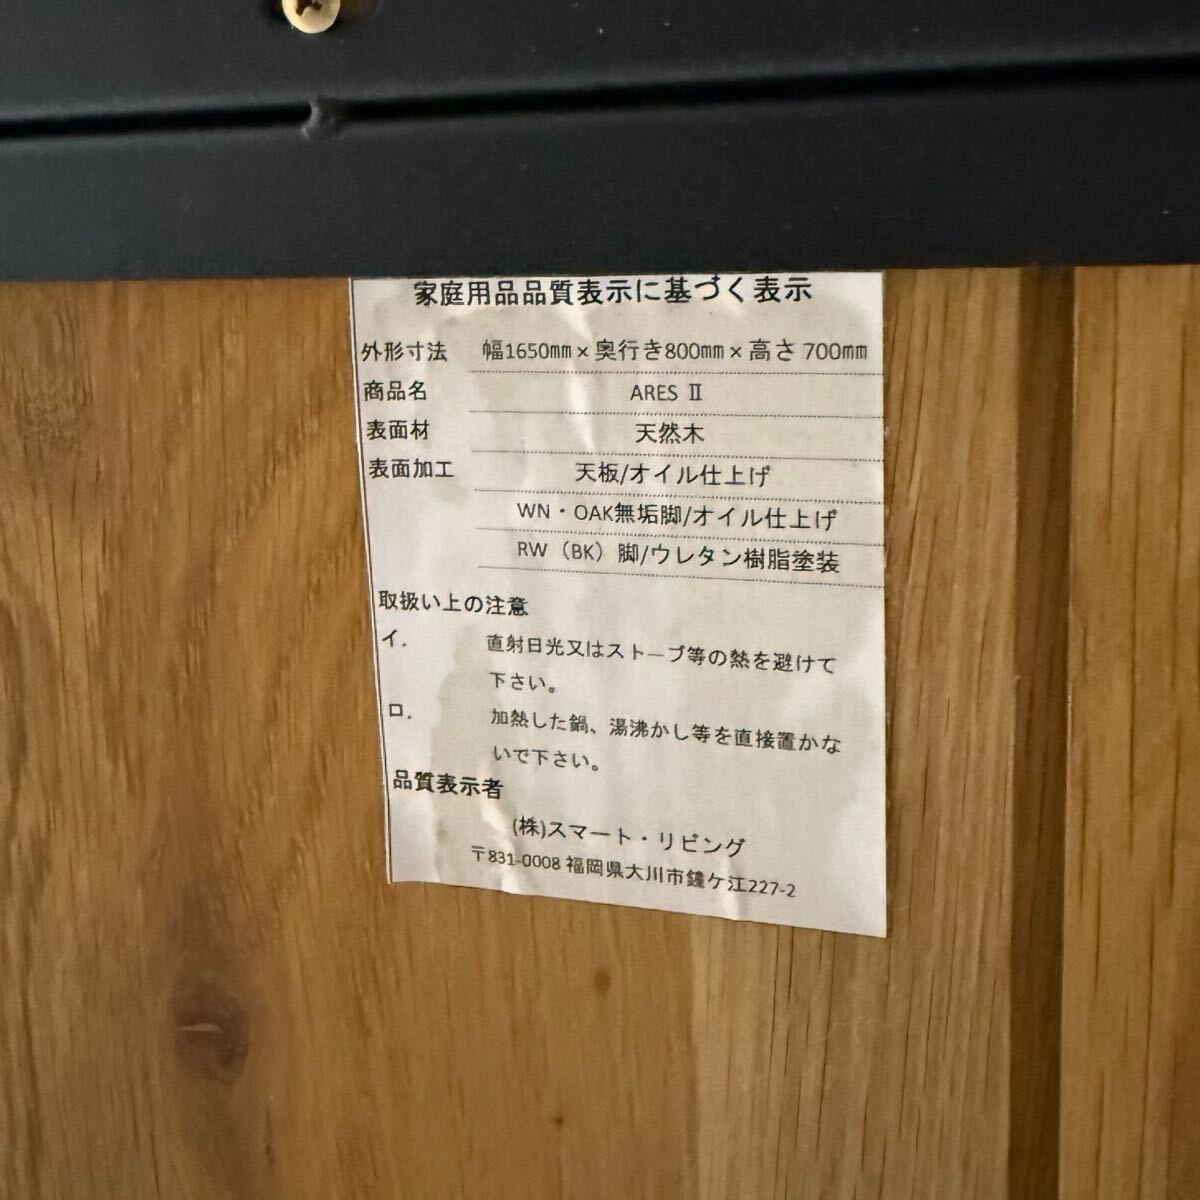 家庭用品品質表示に基づく表示
外形寸法 幅1650㎜×奥行き800㎜×高さ 700㎜
商品名 ARES Ⅱ
表面材 天然木
表面加工 天板/オイル仕上げ
WN・OAK無垢脚/オイル仕上げ
RW（BK）脚/ウレタン樹脂塗装
取扱い上の注意
イ. 直射日光又はストーブ等の熱を避けて
下さい。
ロ. 加熱した鍋、湯沸かし等を直接置かな
いで下さい。
品質表示者
(株)スマート・リビング
〒831-0008 福岡県大川市鐘ケ江227-2